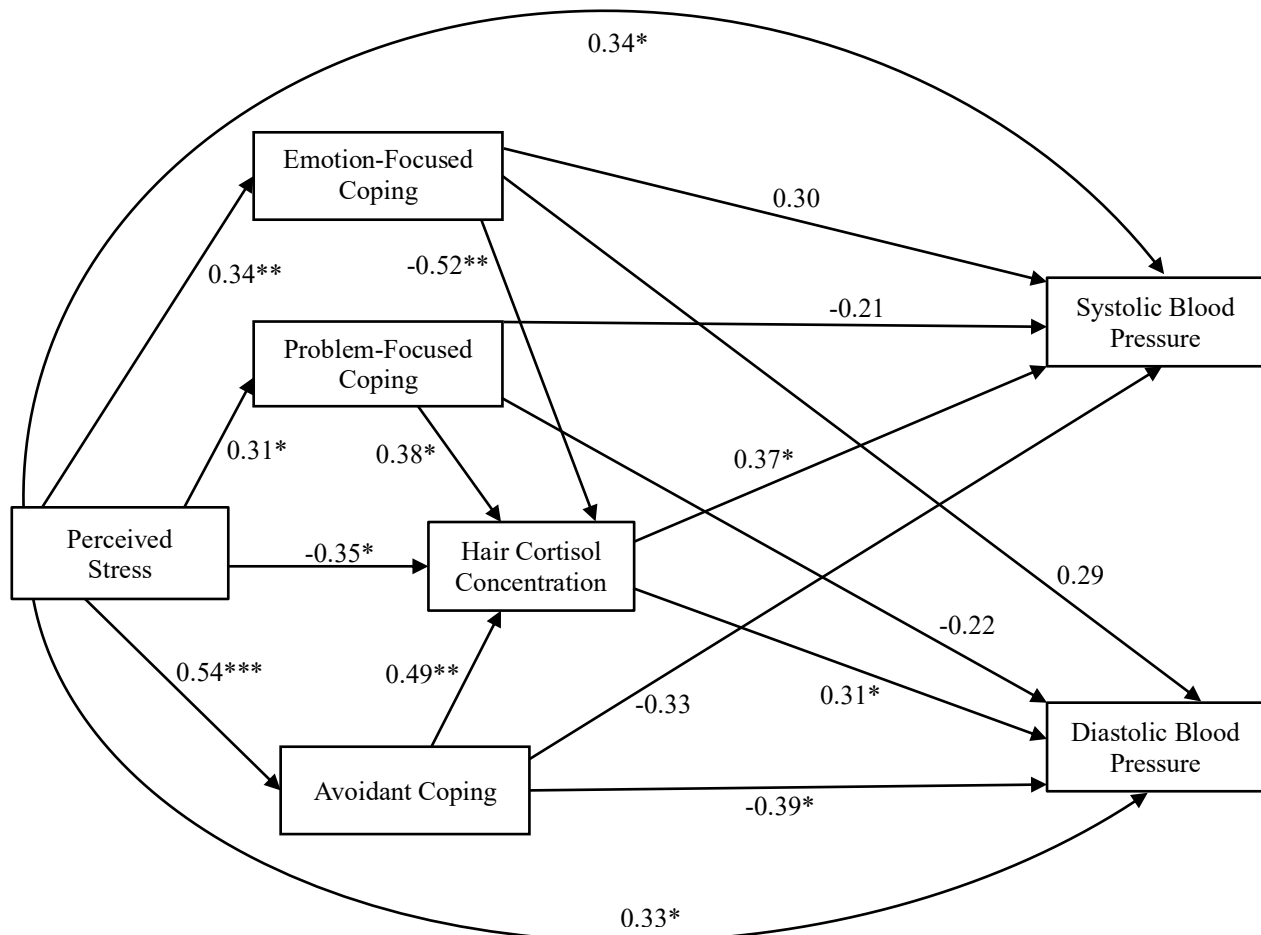 0.34*
Emotion-Focused
Coping
0.30
0.34**
-0.52**
Systolic Blood
Pressure
-0.21
Problem-Focused
Coping
0.31*
0.38*
0.37*
Perceived
Stress
-0.35*
Hair Cortisol
Concentration
0.29
-0.22
0.54***
0.49**
0.31*
-0.33
Diastolic Blood
Pressure
Avoidant Coping
-0.39*
0.33*